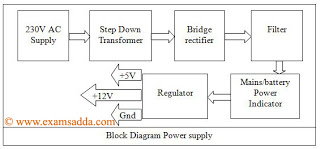 230V AC
Supply
Step Down
Transformer
Bridge
rectifier
Filter
+5V
+12V
Gnd
Regulator
Mains/battery
Power
Indicator
© www.examsadda.com
Block Diagram Power supply